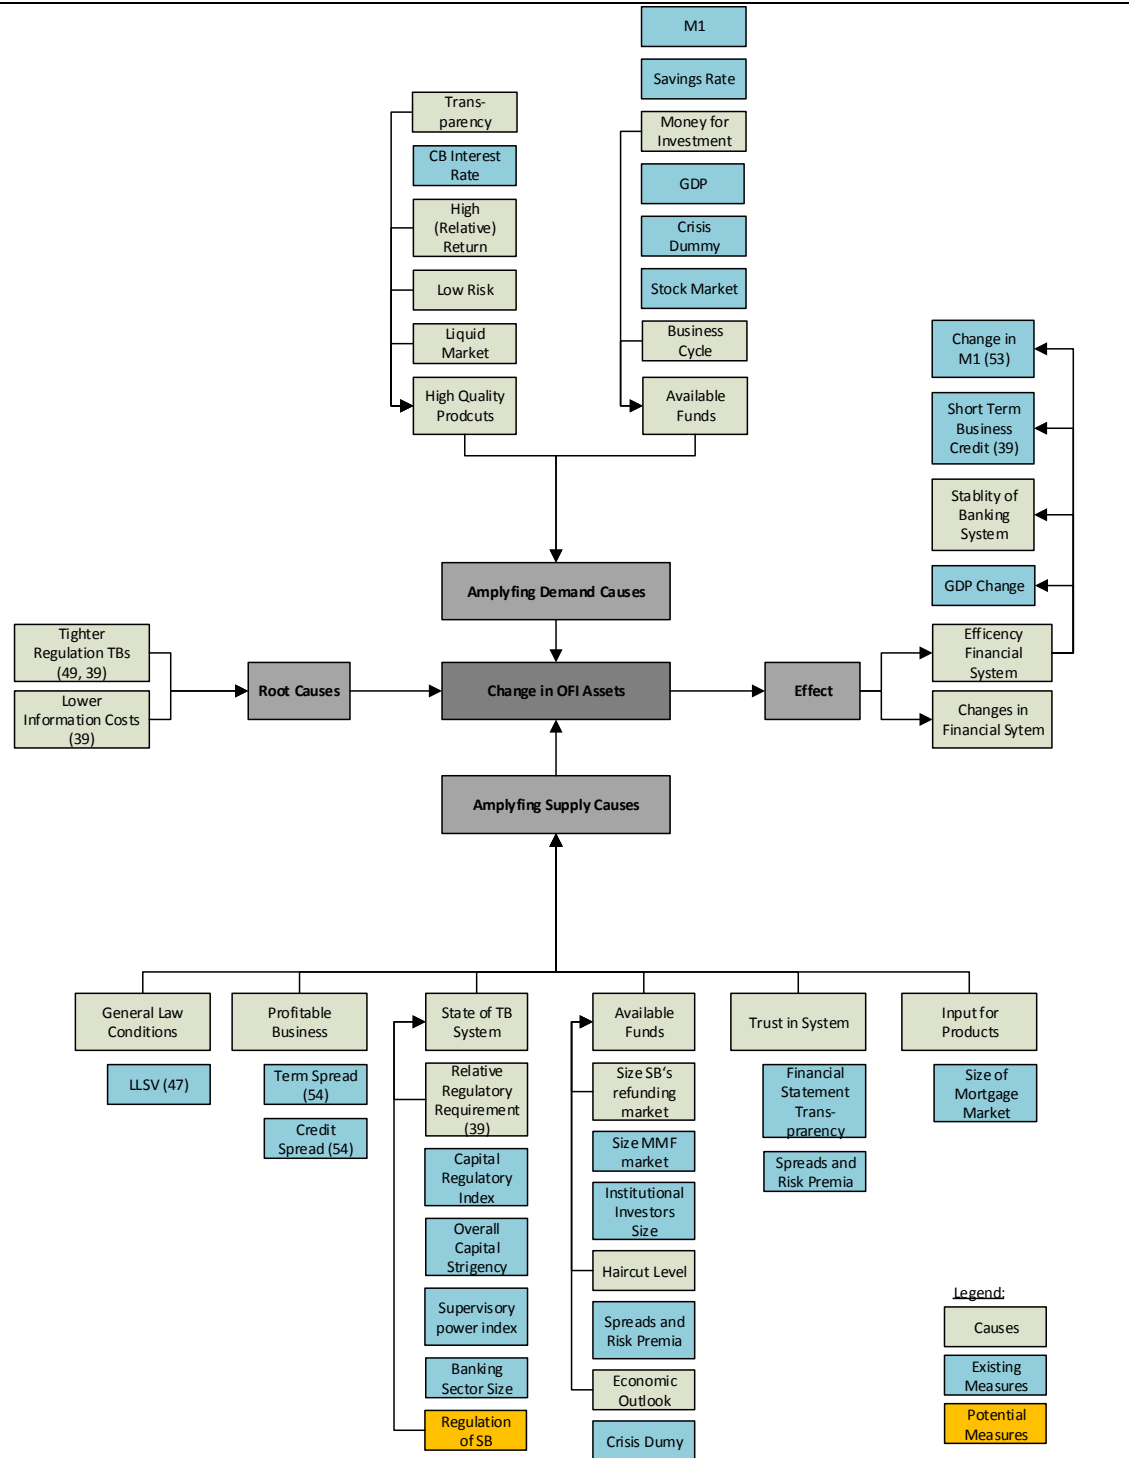 M1
Savings Rate
Money for
Investment
GDP
Crisis
Dummy
Stock Market
Business
Cycle
Available
Funds
Trans-
parency
CB Interest
Rate
High
(Relative)
Return
Low Risk
Liquid
Market
High Quality
Prodcuts
Change in
M1 (53)
Short Term
Business
Credit (39)
Stablity of
Banking
System
GDP Change
Efficency
Financial
System
Changes in
Financial Sytem
Amplyfing Demand Causes
Tighter
Regulation TBs
(49, 39)
Lower
Information Costs
(39)
Root Causes
Change in OFI Assets
Effect
Amplyfing Supply Causes
General Law
Conditions
LLSV (47)
Profitable
Business
Term Spread
(54)
Credit
Spread (54)
State of TB
System
Relative
Regulatory
Requirement
(39)
Capital
Regulatory
Index
Overall
Capital
Strigency
Supervisory
power index
Banking
Sector Size
Regulation
of SB
Available
Funds
Size SB‘s
refunding
market
Size MMF
market
Institutional
Investors
Size
Haircut Level
Spreads and
Risk Premia
Economic
Outlook
Crisis Dumy
Trust in System
Financial
Statement
Trans-
prarency
Spreads and
Risk Premia
Input for
Products
Size of
Mortgage
Market
Legend:
Causes
Existing
Measures
Potential
Measures